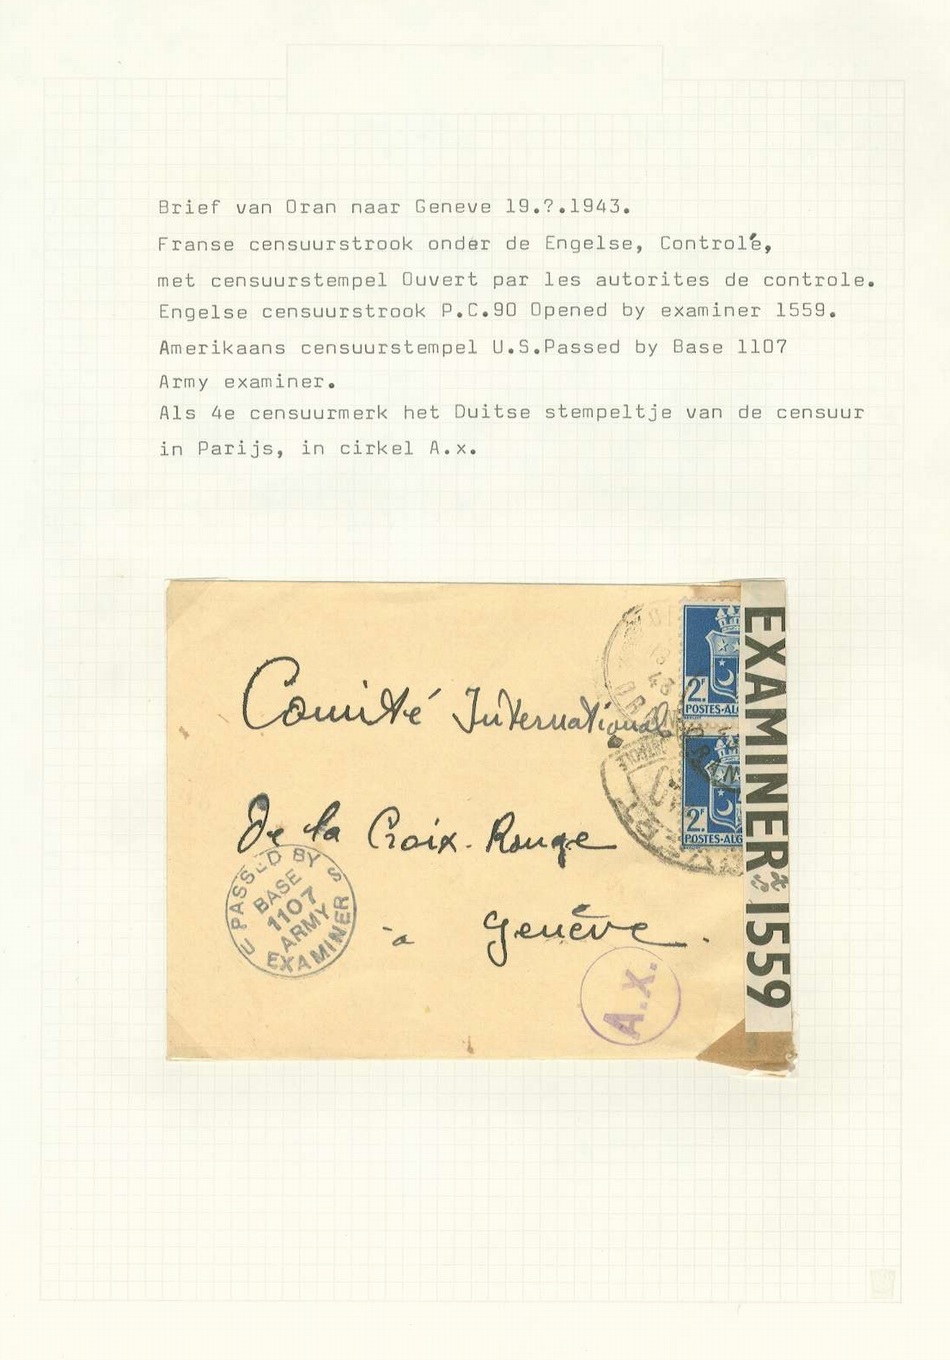 Brief van Oran naar Geneve 19.?.1943.
Franse censuurstrook onder de Engelse, Controlé,
met censuurstempel Ouvert par les autorites de controle.
Engelse censuurstrook P.C.90 Opened by examiner 1559.
Amerikaans censuurstempel U.S.Passed by Base 1107
Army examiner.
Als 4e censuurmerk het Duitse stempeltje van de censuur
in Parijs, in cirkel A.x.
Comité International
De la Croix-Rouge
à Genève.
ORAN
43
2F
POSTES-ALG
2F
POSTES-ALG
EXAMINER 1559
U PASSED BY S
BASE
1107
ARMY
EXAMINER
A.x.